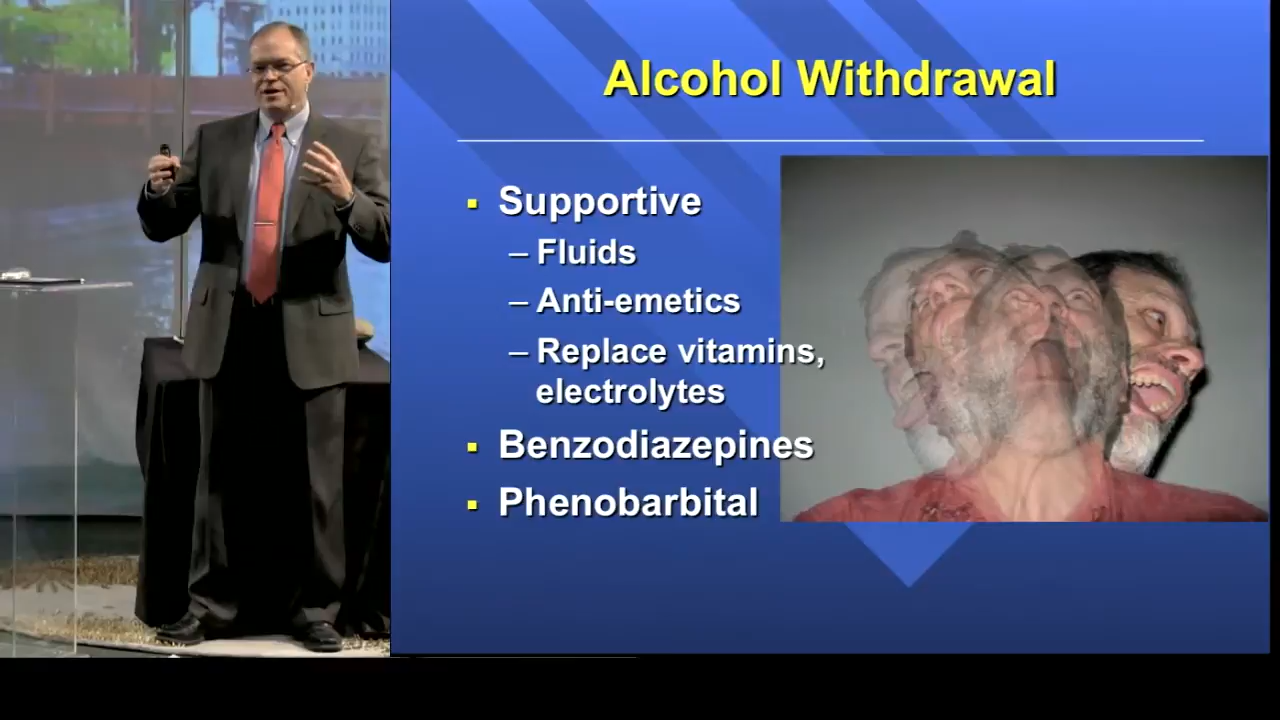 Alcohol Withdrawal
▪ Supportive
– Fluids
– Anti-emetics
– Replace vitamins,
electrolytes
▪ Benzodiazepines
▪ Phenobarbital